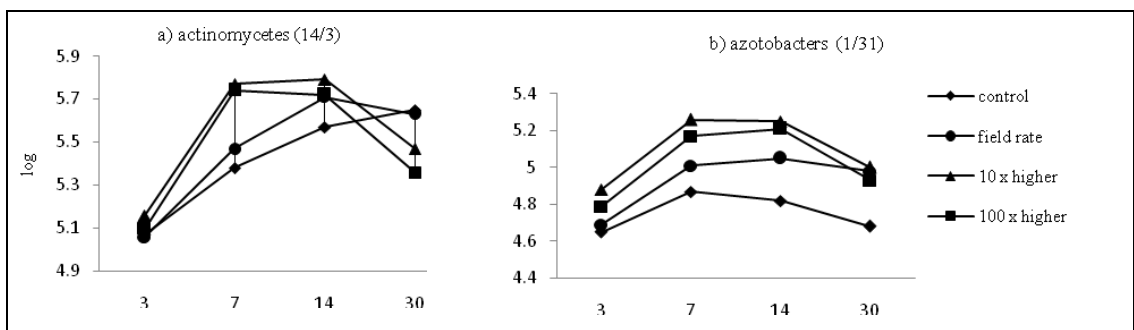 a) actinomycetes (14/3)
5.9
5.7
5.5
5.3
5.1
4.9
log
3 7 14 30
b) azotobacters (1/31)
5.4
5.2
5
4.8
4.6
4.4
3 7 14 30
control
field rate
10 x higher
100 x higher